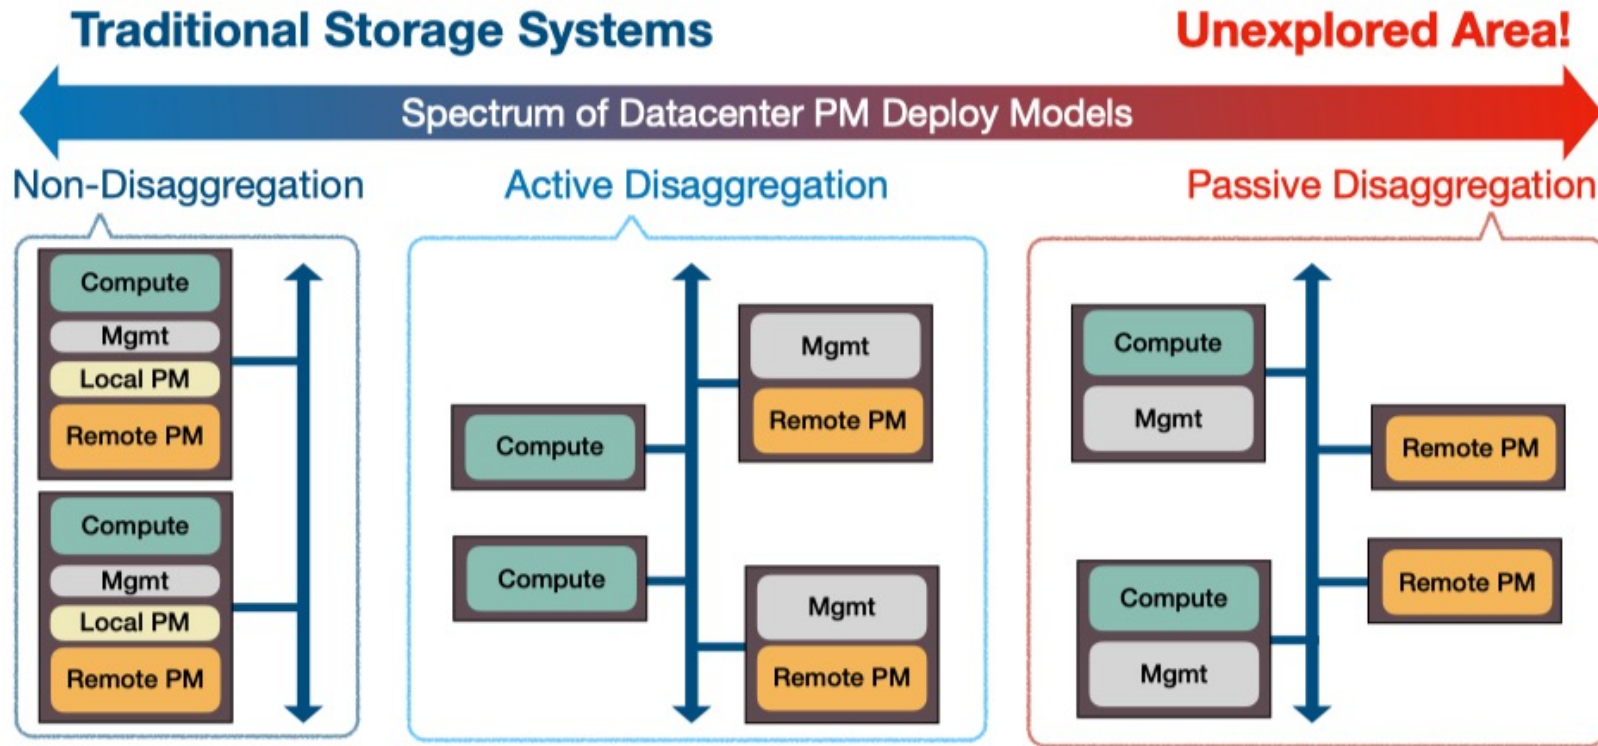 Traditional Storage Systems
Unexplored Area!
Spectrum of Datacenter PM Deploy Models
Non-Disaggregation
Compute
Mgmt
Local PM
Remote PM
Compute
Mgmt
Local PM
Remote PM
Active Disaggregation
Mgmt
Remote PM
Compute
Compute
Mgmt
Remote PM
Passive Disaggregation
Compute
Mgmt
Remote PM
Remote PM
Compute
Mgmt